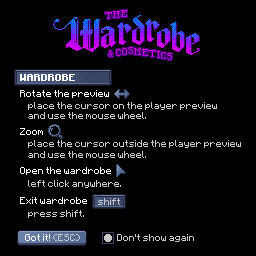 THE
Wardrobe
& COSMETICS
WARDROBE
Rotate the preview
place the cursor on the player preview
and use the mouse wheel.
Zoom
place the cursor outside the player preview
and use the mouse wheel.
Open the wardrobe
left click anywhere.
Exit wardrobe shift
press shift.
Got it! (ESC) Don't show again